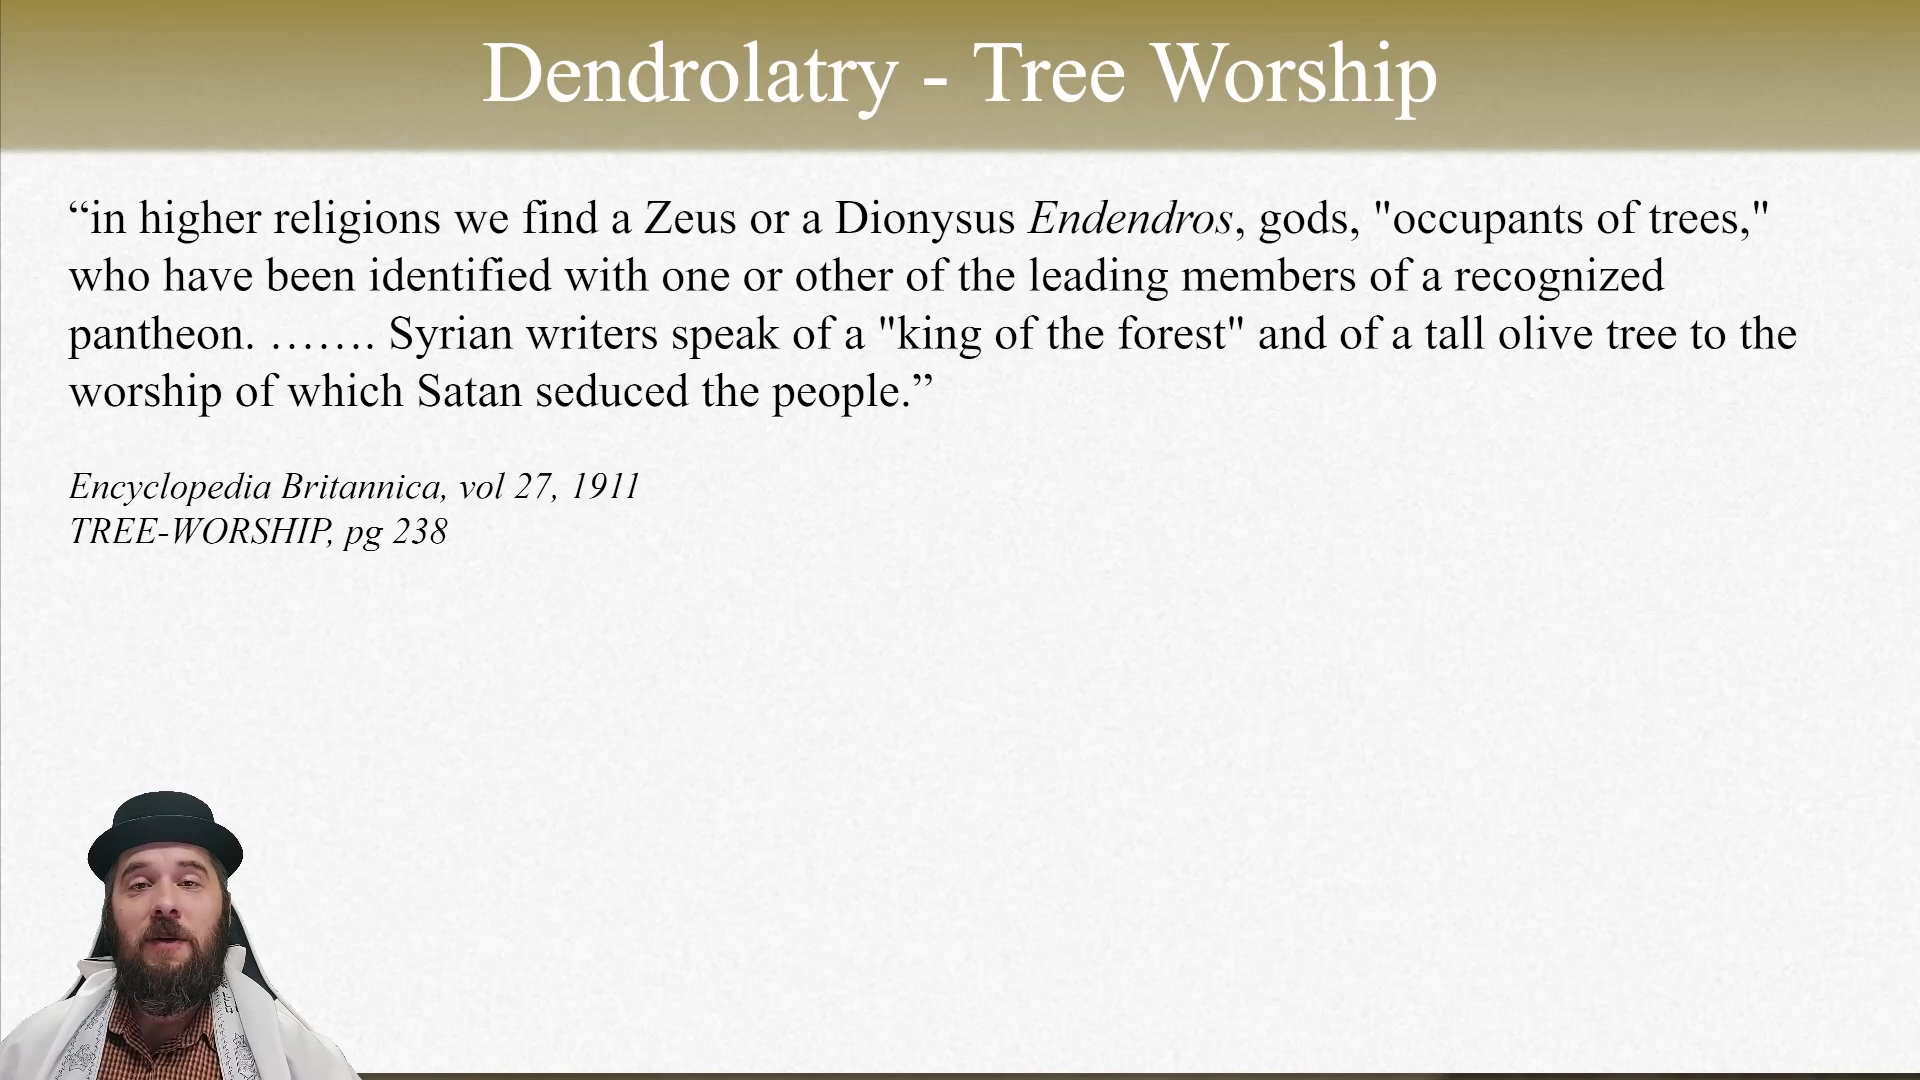 Dendrolatry - Tree Worship
“in higher religions we find a Zeus or a Dionysus Endendros, gods, "occupants of trees,"
who have been identified with one or other of the leading members of a recognized
pantheon. ……. Syrian writers speak of a "king of the forest" and of a tall olive tree to the
worship of which Satan seduced the people.”
Encyclopedia Britannica, vol 27, 1911
TREE-WORSHIP, pg 238